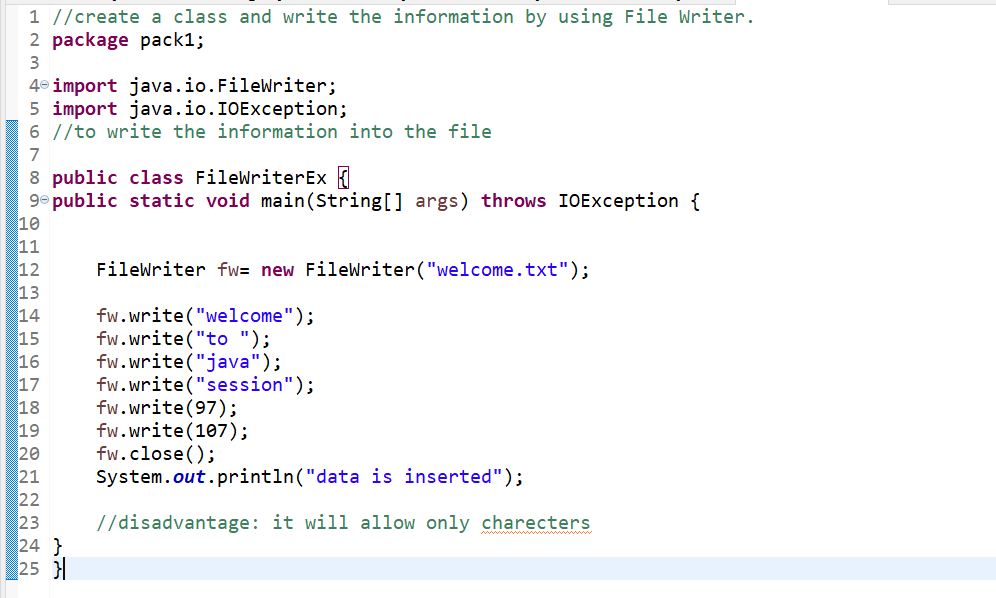 1 //create a class and write the information by using File Writer.
2 package pack1;
3
4 import java.io.FileWriter;
5 import java.io.IOException;
6 //to write the information into the file
7
8 public class FileWriterEx {
9 public static void main(String[] args) throws IOException {
10
11
12     FileWriter fw= new FileWriter("welcome.txt");
13
14     fw.write("welcome");
15     fw.write("to ");
16     fw.write("java");
17     fw.write("session");
18     fw.write(97);
19     fw.write(107);
20     fw.close();
21     System.out.println("data is inserted");
22
23     //disadvantage: it will allow only charecters
24 }
25 }